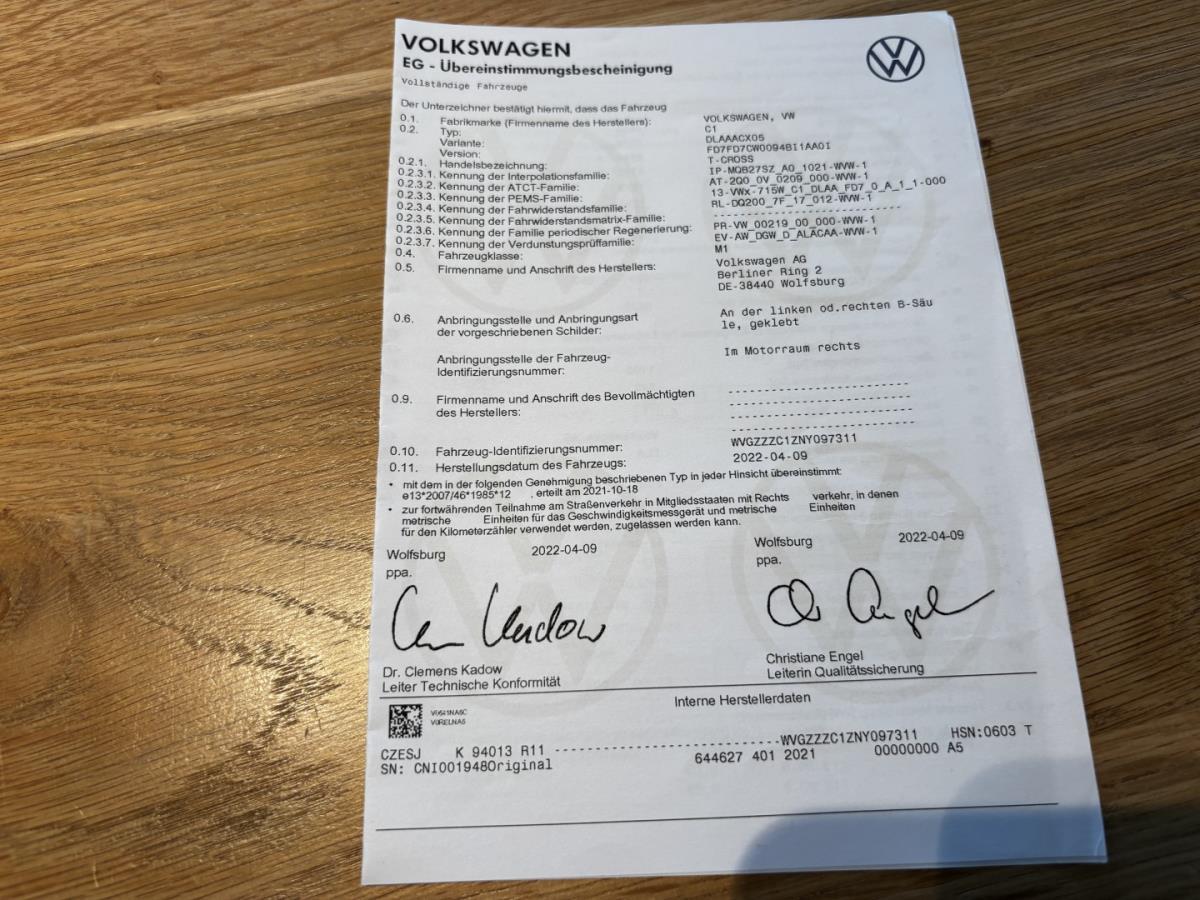 VOLKSWAGEN
EG - Übereinstimmungsbescheinigung
Vollständige Fahrzeuge
Der Unterzeichner bestätigt hiermit, dass das Fahrzeug
0.1. Fabrikmarke (Firmenname des Herstellers): VOLKSWAGEN, VW
0.2. Typ: C1
Variante: DLAAACX05
Version: FD7FD7CW0094BI1AA0I
0.2.1. Handelsbezeichnung: T-CROSS
0.2.3.1. Kennung der Interpolationsfamilie: IP-MQB27SZ_A0_1021-WVW-1
0.2.3.2. Kennung der ATCT-Familie: AT-2Q0_0V_0209_000-WVW-1
0.2.3.3. Kennung der PEMS-Familie: 13-VWx-715W_C1_DLAA_FD7_0_A_1_1-000
0.2.3.4. Kennung der Fahrwiderstandsfamilie: RL-DQ200_7F_17_012-WVW-1
0.2.3.5. Kennung der Fahrwiderstandsmatrix-Familie: ------------------------
0.2.3.6. Kennung der Familie periodischer Regenerierung: PR-VW_00219_00_000-WVW-1
0.2.3.7. Kennung der Verdunstungsprüffamilie: EV-AW_DGW_D_ALACAA-WVW-1
0.4. Fahrzeugklasse: M1
0.5. Firmenname und Anschrift des Herstellers: Volkswagen AG
Berliner Ring 2
DE-38440 Wolfsburg
0.6. Anbringungsstelle und Anbringungsart An der linken od.rechten B-Säu
der vorgeschriebenen Schilder: le, geklebt
Anbringungsstelle der Fahrzeug- Im Motorraum rechts
Identifizierungsnummer:
0.9. Firmenname und Anschrift des Bevollmächtigten
des Herstellers:
0.10. Fahrzeug-Identifizierungsnummer: WVGZZZC1ZNY097311
0.11. Herstellungsdatum des Fahrzeugs: 2022-04-09
• mit dem in der folgenden Genehmigung beschriebenen Typ in jeder Hinsicht übereinstimmt:
e13*2007/46*1985*12 , erteilt am 2021-10-18
• zur fortwährenden Teilnahme am Straßenverkehr in Mitgliedsstaaten mit Rechts verkehr, in denen
metrische Einheiten für das Geschwindigkeitsmessgerät und metrische Einheiten
für den Kilometerzähler verwendet werden, zugelassen werden kann.
Wolfsburg 2022-04-09 Wolfsburg 2022-04-09
ppa. ppa.
Dr. Clemens Kadow Christiane Engel
Leiter Technische Konformität Leiterin Qualitätssicherung
Interne Herstellerdaten
V0RELNA5
CZESJ K 94013 R11 ------------------------WVGZZZC1ZNY097311 HSN:0603 T
SN: CNI0019480riginal 644627 401 2021 00000000 A5